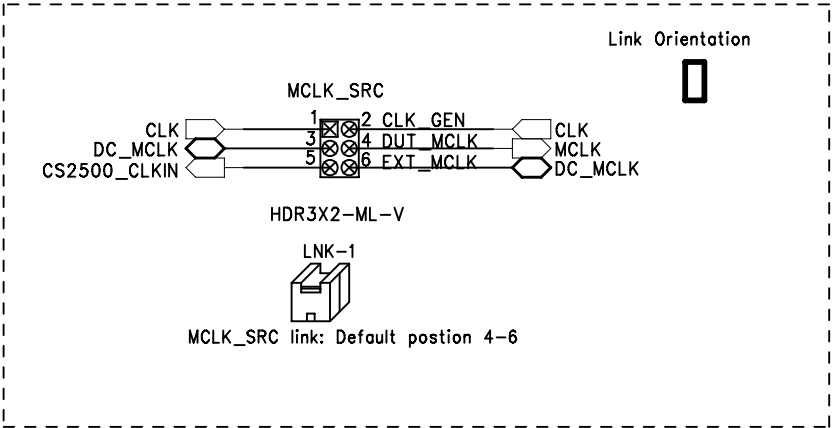 Link Orientation
MCLK_SRC
1 2 CLK_GEN
CLK CLK
3 4 DUT_MCLK
DC_MCLK MCLK
5 6 EXT_MCLK
CS2500_CLKIN DC_MCLK
HDR3X2-ML-V
LNK-1
MCLK_SRC link: Default postion 4-6